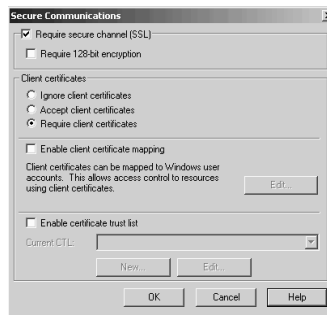 Secure Communications
Require secure channel (SSL)
Require 128-bit encryption
Client certificates
Ignore client certificates
Accept client certificates
Require client certificates
Enable client certificate mapping
Client certificates can be mapped to Windows user
accounts. This allows access control to resources
using client certificates.
Edit...
Enable certificate trust list
Current CTL:
New...
Edit...
OK
Cancel
Help